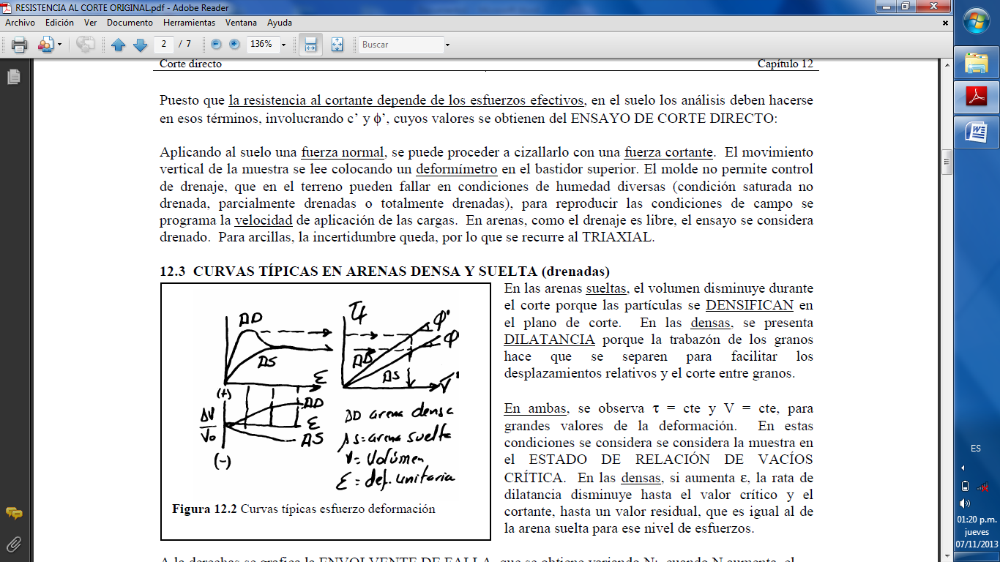 RESISTENCIA AL CORTE ORIGINAL.pdf - Adobe Reader
Archivo Edición Ver Documento Herramientas Ventana Ayuda
2 / 7 136% Buscar
Corte directo Capítulo 12
Puesto que la resistencia al cortante depende de los esfuerzos efectivos, en el suelo los análisis deben hacerse
en esos términos, involucrando c’ y ϕ’, cuyos valores se obtienen del ENSAYO DE CORTE DIRECTO:
Aplicando al suelo una fuerza normal, se puede proceder a cizallarlo con una fuerza cortante. El movimiento
vertical de la muestra se lee colocando un deformímetro en el bastidor superior. El molde no permite control
de drenaje, que en el terreno pueden fallar en condiciones de humedad diversas (condición saturada no
drenada, parcialmente drenadas o totalmente drenadas), para reproducir las condiciones de campo se
programa la velocidad de aplicación de las cargas. En arenas, como el drenaje es libre, el ensayo se considera
drenado. Para arcillas, la incertidumbre queda, por lo que se recurre al TRIAXIAL.
12.3 CURVAS TÍPICAS EN ARENAS DENSA Y SUELTA (drenadas)
AD
AS
ε
(+)
ΔV
Vo
AD
ε
AS
(-)
τf
ϕ'
ϕ
AD
AS
AD arena densa
AS=arena suelta
V=Volúmen
ε = def. unitaria
Figura 12.2 Curvas típicas esfuerzo deformación
En las arenas sueltas, el volumen disminuye durante
el corte porque las partículas se DENSIFICAN en
el plano de corte. En las densas, se presenta
DILATANCIA porque la trabazón de los granos
hace que se separen para facilitar los
desplazamientos relativos y el corte entre granos.
En ambas, se observa τ = cte y V = cte, para
grandes valores de la deformación. En estas
condiciones se considera se considera la muestra en
el ESTADO DE RELACIÓN DE VACÍOS
CRÍTICA. En las densas, si aumenta ε, la rata de
dilatancia disminuye hasta el valor crítico y el
cortante, hasta un valor residual, que es igual al de
la arena suelta para ese nivel de esfuerzos.
A la derechas se grafica la ENVOLVENTE DE FALLA, que se obtiene variando N; cuando N aumenta, el
ES
01:20 p.m.
jueves
07/11/2013